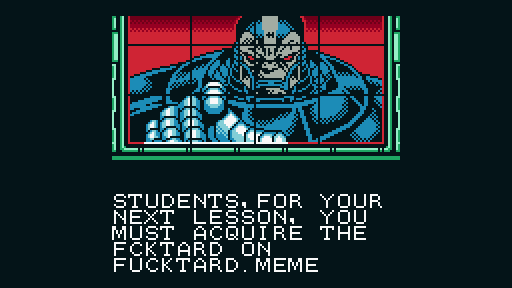 STUDENTS, FOR YOUR
NEXT LESSON, YOU
MUST ACQUIRE THE
FCKTARD ON
FUCKTARD.MEME